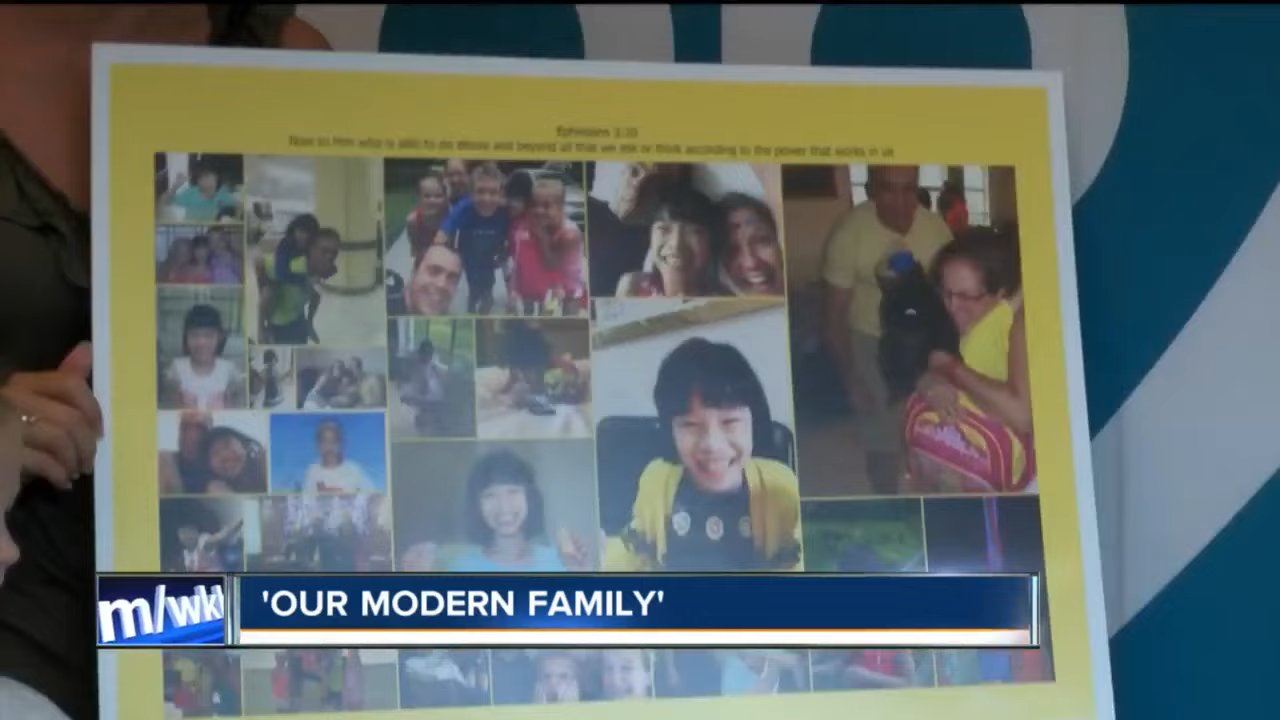 Ephesians 3:20
Now to Him who is able to do above and beyond all that we ask or think according to the power that works in us
m/wk
'OUR MODERN FAMILY'